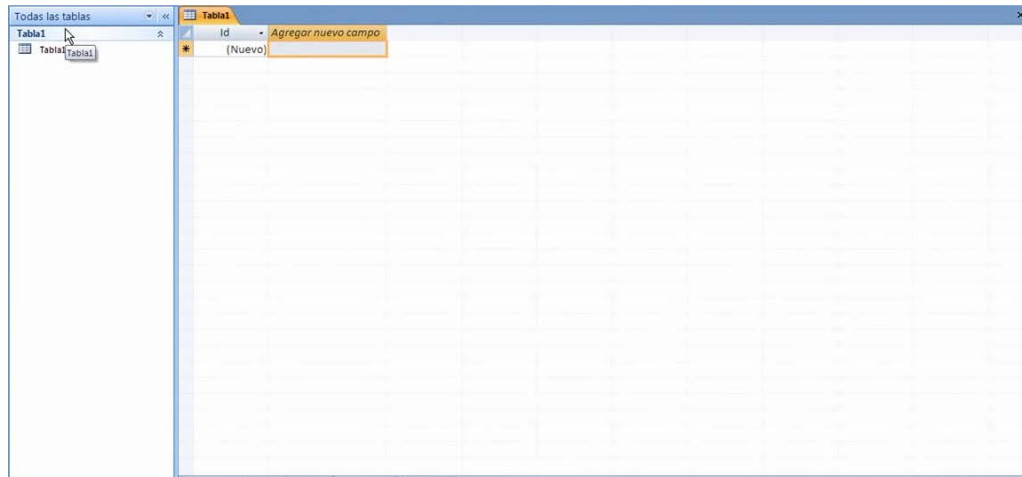 Todas las tablas
Tabla1
Tabla1
Tabla1
Tabla1
Id
Agregar nuevo campo
(Nuevo)